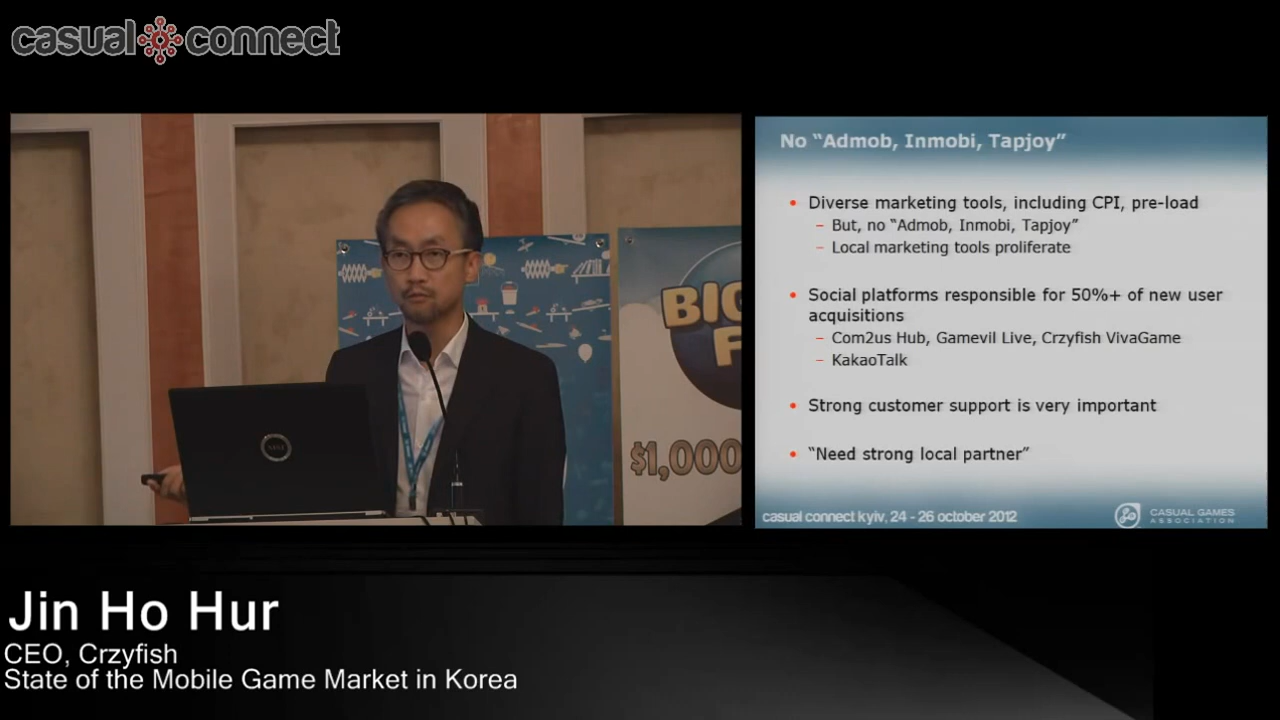 casual connect
BIG
F
$1,000
No “Admob, Inmobi, Tapjoy”
• Diverse marketing tools, including CPI, pre-load
– But, no “Admob, Inmobi, Tapjoy”
– Local marketing tools proliferate
• Social platforms responsible for 50%+ of new user
acquisitions
– Com2us Hub, Gamevil Live, Crzyfish VivaGame
– KakaoTalk
• Strong customer support is very important
• “Need strong local partner”
casual connect kyiv, 24 - 26 october 2012
CASUAL GAMES
ASSOCIATION
Jin Ho Hur
CEO, Crzyfish
State of the Mobile Game Market in Korea